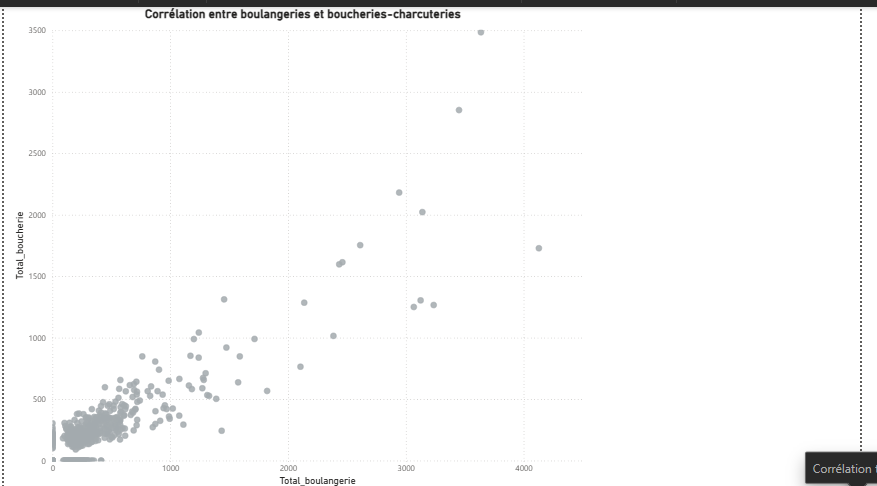 Corrélation entre boulangeries et boucheries-charcuteries
3500
3000
2500
2000
1500
1000
500
0
Total_boucherie
0 1000 2000 3000 4000
Total_boulangerie
Corrélation